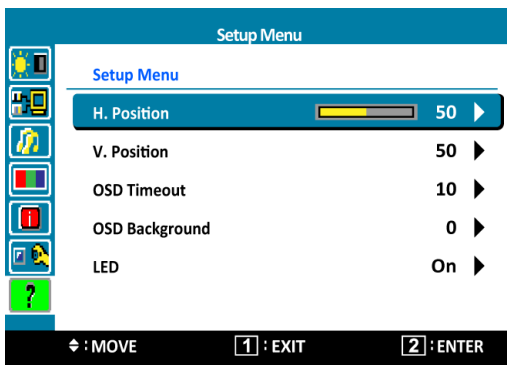 Setup Menu
Setup Menu
H. Position 50
V. Position 50
OSD Timeout 10
OSD Background 0
LED On
i
?
: MOVE 1 : EXIT 2 : ENTER